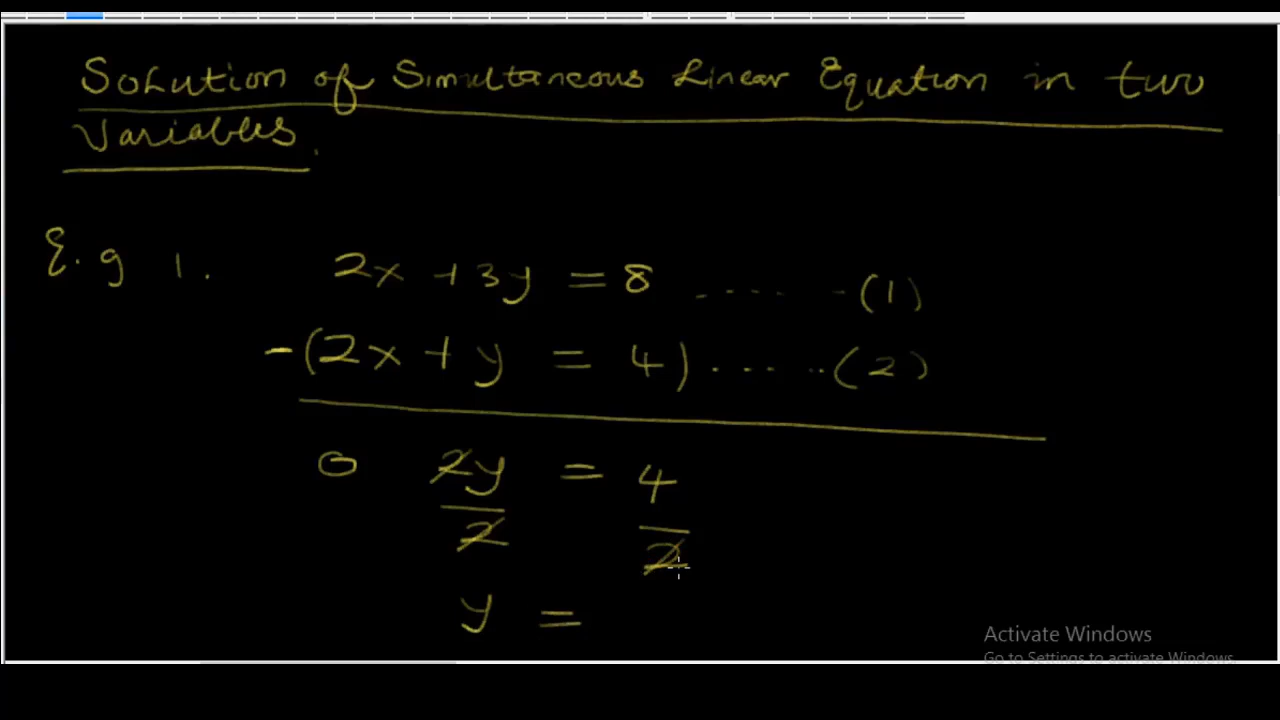 Solution of Simultaneous Linear Equation in two
Variables.
E.g 1. 2x + 3y = 8 ..... -(1)
-(2x + y = 4) ......(2)
0 2y = 4
2 2
y =
Activate Windows
Go to Settings to activate Windows.